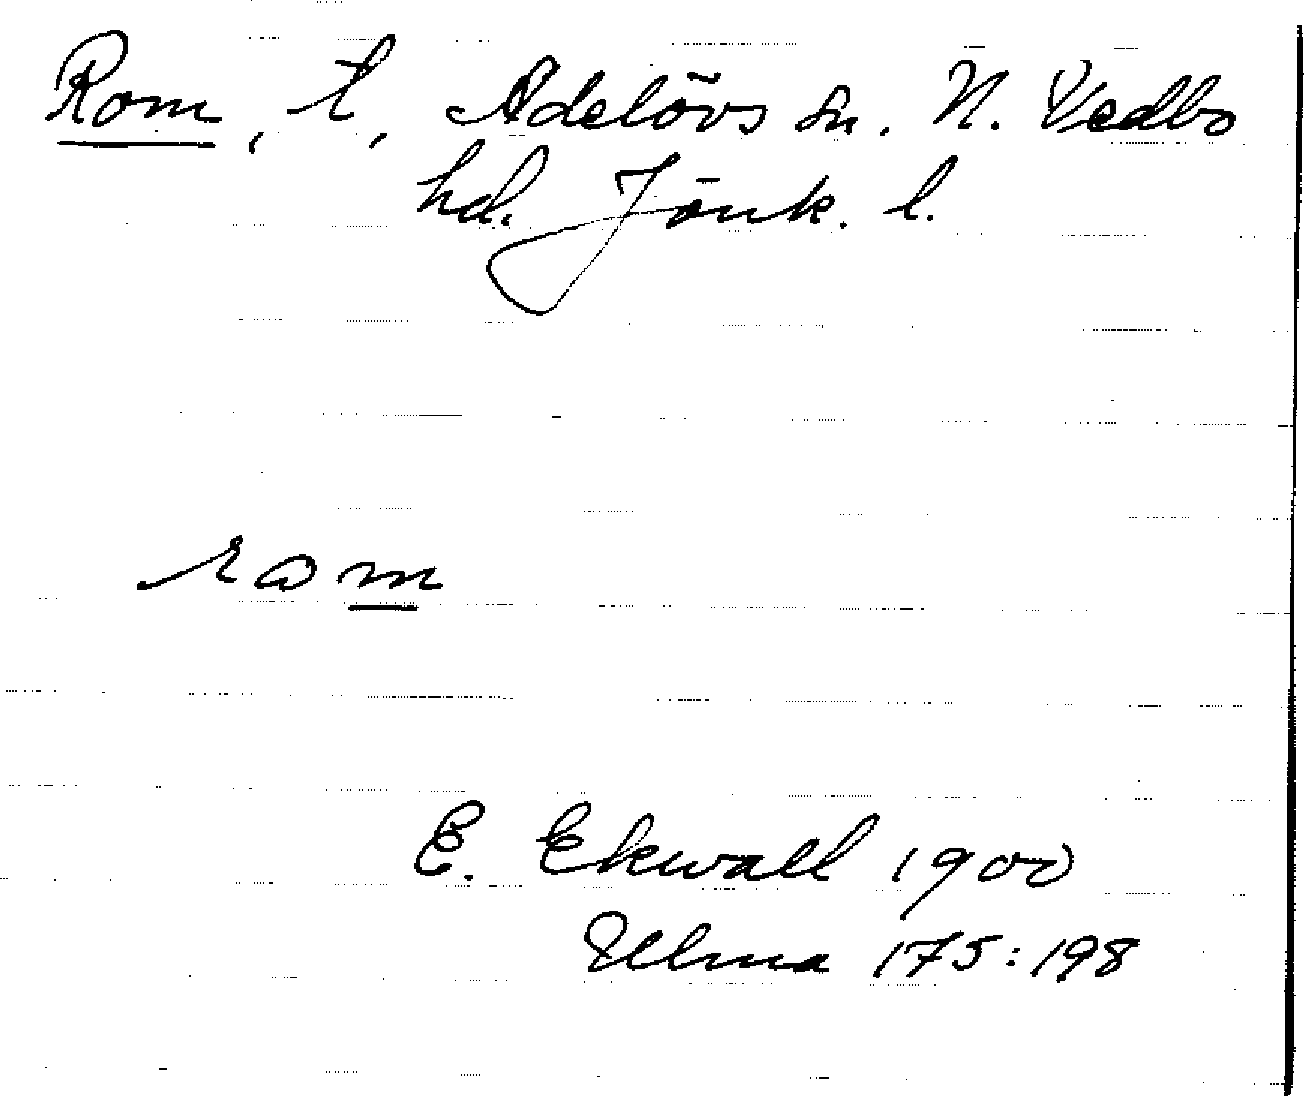 Rom, t, Adelövs sn. N. Vedbo
hd. Jönk. l.
rom
E. Ekwall 1900
Ulma 175:198